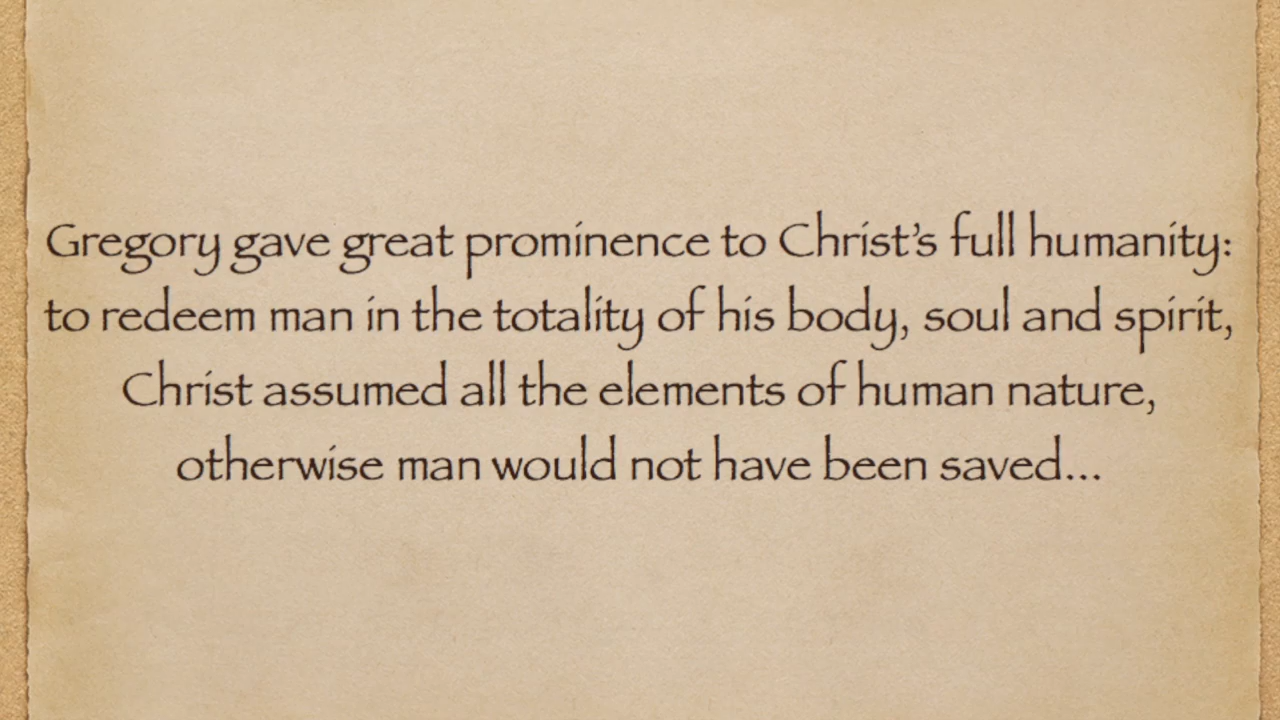 Gregory gave great prominence to Christ’s full humanity:
to redeem man in the totality of his body, soul and spirit,
Christ assumed all the elements of human nature,
otherwise man would not have been saved...